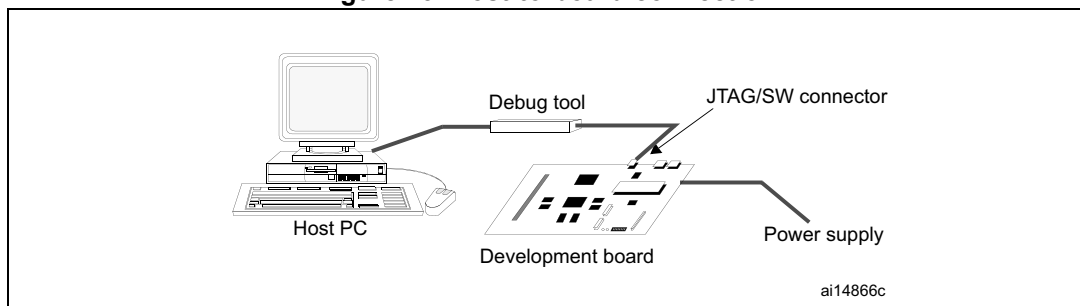 JTAG/SW connector
Debug tool
Host PC
Power supply
Development board
ai14866c